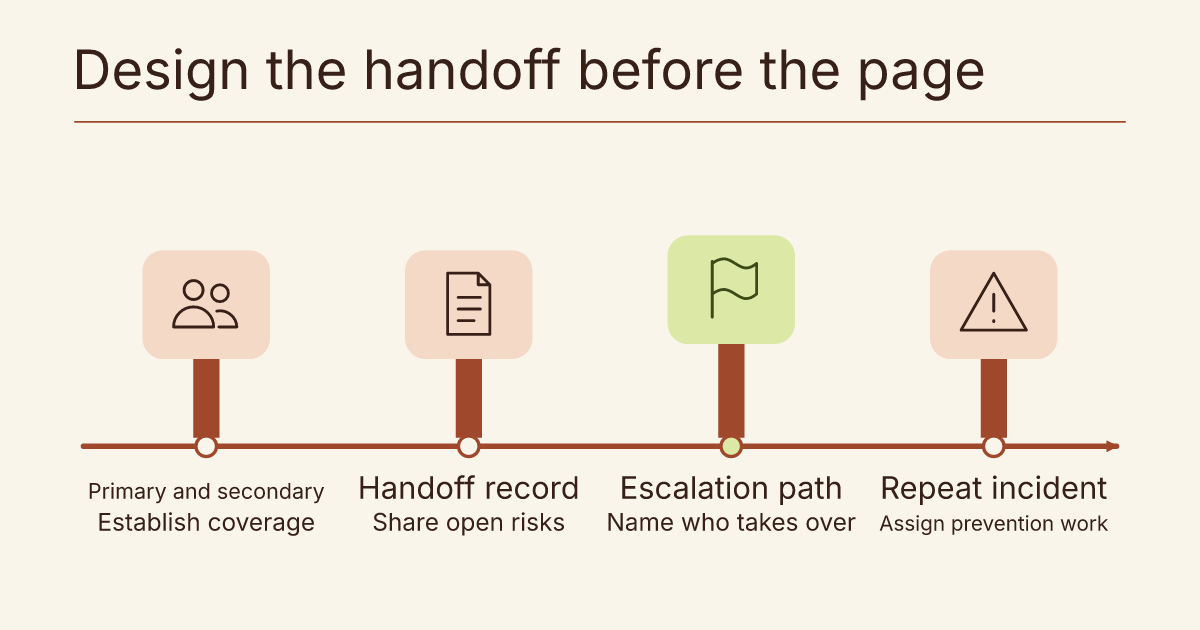 Design the handoff before the page
Primary and secondary
Establish coverage
Handoff record
Share open risks
Escalation path
Name who takes over
Repeat incident
Assign prevention work